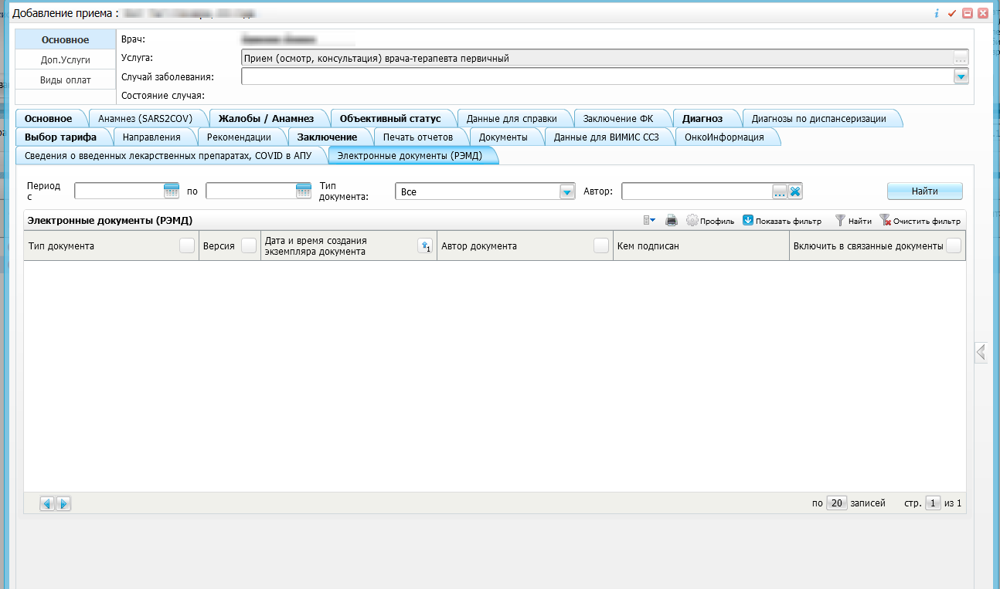 Добавление приема :
Основное
Доп.Услуги
Виды оплат
Врач:
Услуга: Прием (осмотр, консультация) врача-терапевта первичный ...
Случай заболевания:
Состояние случая:
Основное Анамнез (SARS2COV) Жалобы / Анамнез Объективный статус Данные для справки Заключение ФК Диагноз Диагнозы по диспансеризации
Выбор тарифа Направления Рекомендации Заключение Печать отчетов Документы Данные для ВИМИС ССЗ ОнкоИнформация
Сведения о введенных лекарственных препаратах, COVID в АПУ Электронные документы (РЭМД)
Период
с
по
Тип
документа:
Все
Автор:
...
Найти
Электронные документы (РЭМД) Профиль Показать фильтр Найти Очистить фильтр
Тип документа
Версия
Дата и время создания
экземпляра документа
1
Автор документа
Кем подписан
Включить в связанные документы
по 20 записей стр. 1 из 1